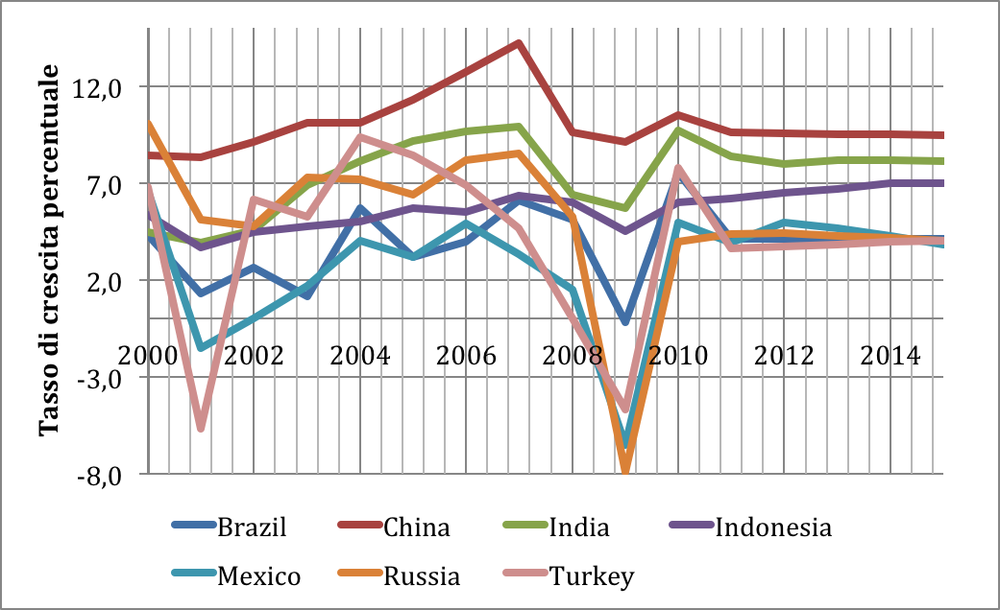 Tasso di crescita percentuale
12,0
7,0
2,0
-3,0
-8,0
2000 2002 2004 2006 2008 2010 2012 2014
Brazil China India Indonesia
Mexico Russia Turkey